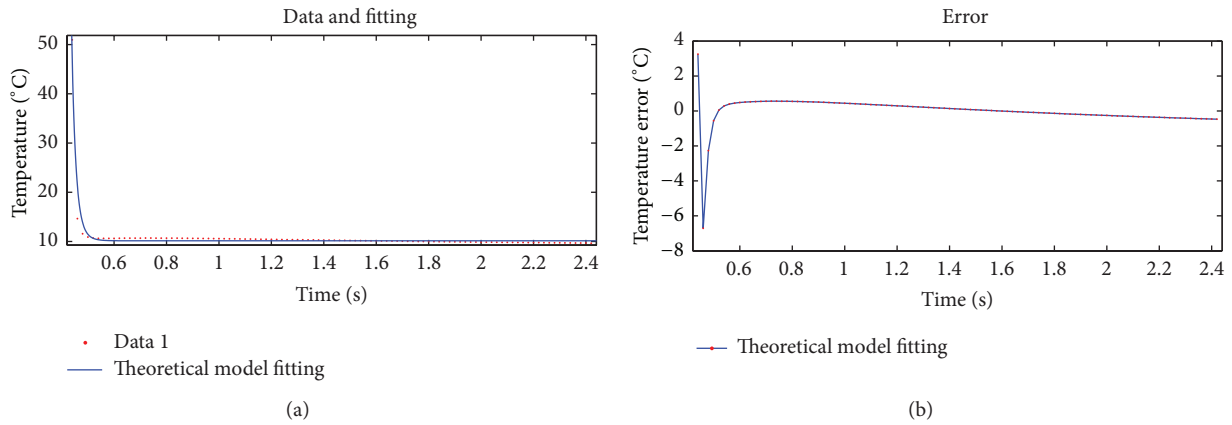 Data and fitting
50
40
30
20
10
Temperature (°C)
0.6 0.8 1 1.2 1.4 1.6 1.8 2 2.2 2.4
Time (s)
Data 1
Theoretical model fitting
(a)
Error
4
2
0
−2
−4
−6
−8
Temperature error (°C)
0.6 0.8 1 1.2 1.4 1.6 1.8 2 2.2 2.4
Time (s)
Theoretical model fitting
(b)